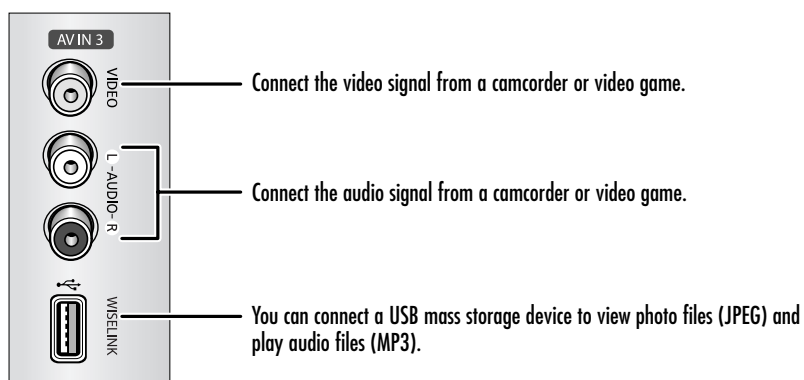 AV IN 3
VIDEO
Connect the video signal from a camcorder or video game.
L -AUDIO- R
Connect the audio signal from a camcorder or video game.
WISELINK
You can connect a USB mass storage device to view photo files (JPEG) and
play audio files (MP3).